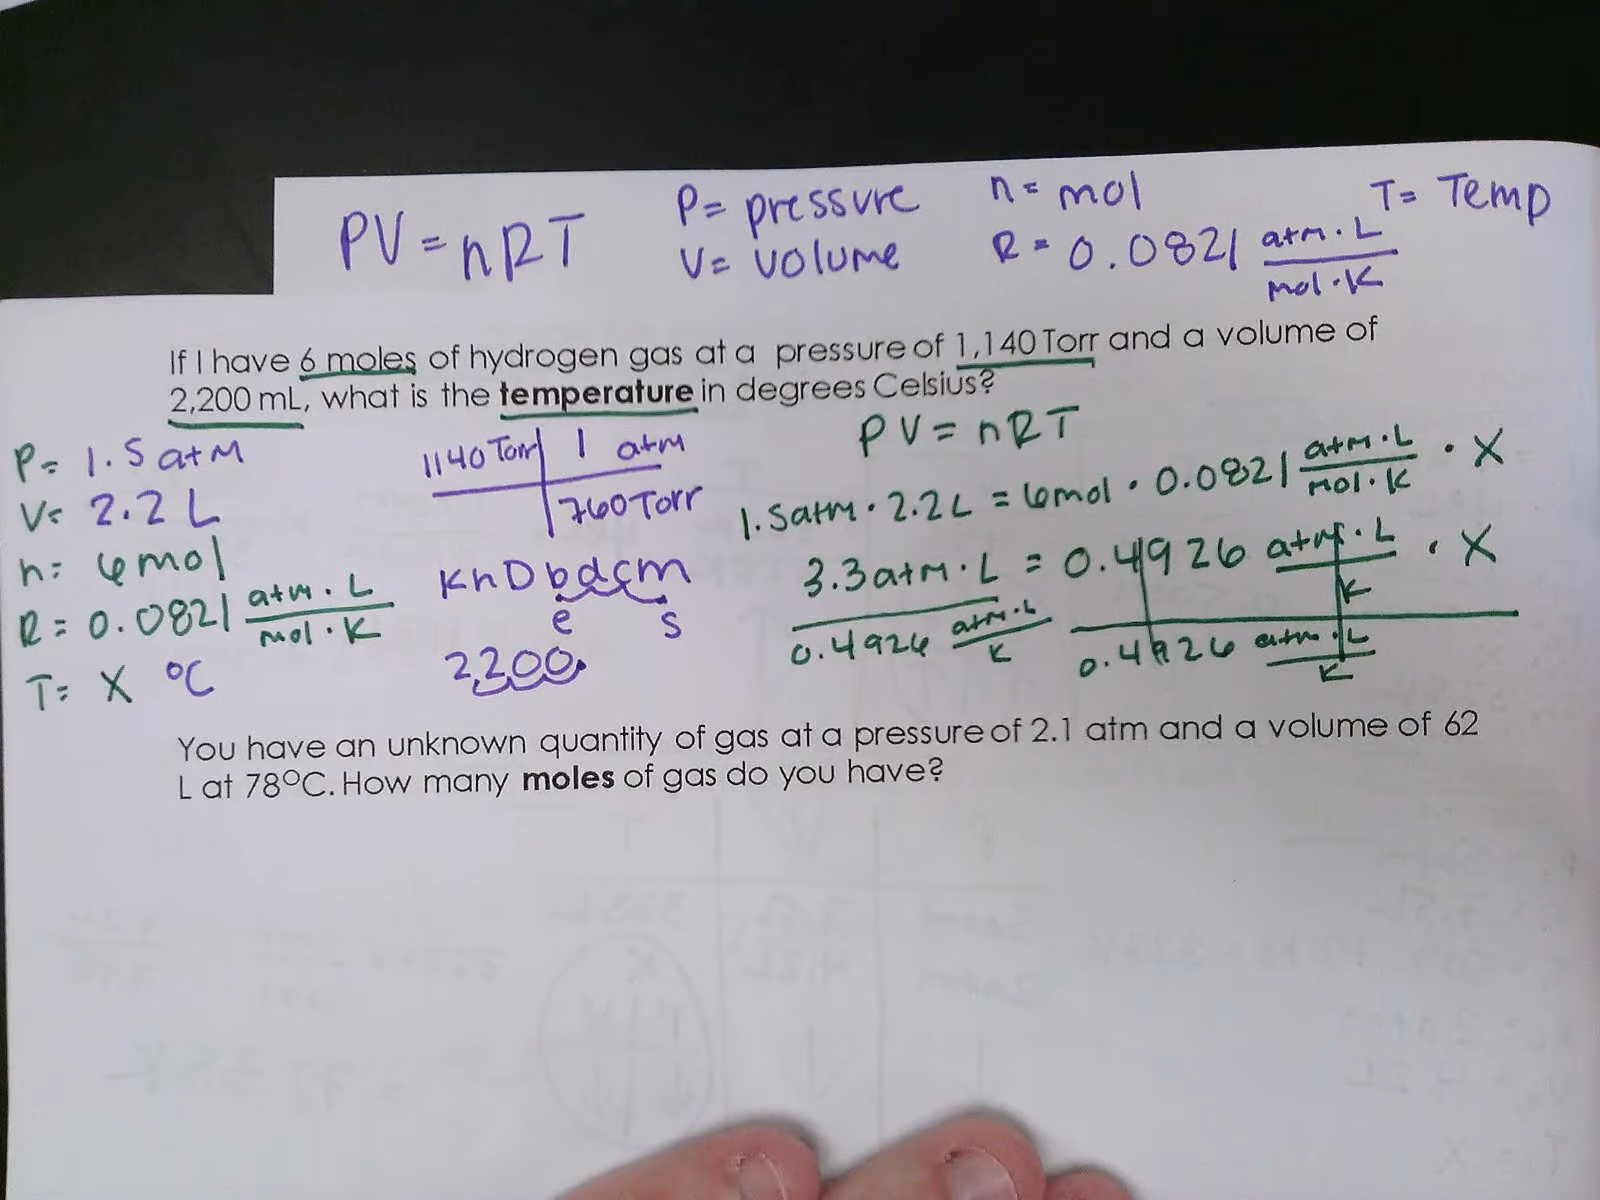 PV = nRT
P = pressure
V = volume
n = mol
R = 0.0821 atm · L / mol · K
T = Temp
If I have 6 moles of hydrogen gas at a pressure of 1,140 Torr and a volume of
2,200 mL, what is the temperature in degrees Celsius?
P = 1.5 atm
V = 2.2 L
n = 6 mol
R = 0.0821 atm · L / mol · K
T = X °C
1140 Torr | 1 atm
760 Torr
KhDbdcm
e s
2,200.
PV = nRT
1.5 atm · 2.2 L = 6 mol · 0.0821 atm · L / mol · K · X
3.3 atm · L = 0.4926 atm · L / K · X
0.4926 atm · L / K 0.4926 atm · L / K
You have an unknown quantity of gas at a pressure of 2.1 atm and a volume of 62
L at 78°C. How many moles of gas do you have?